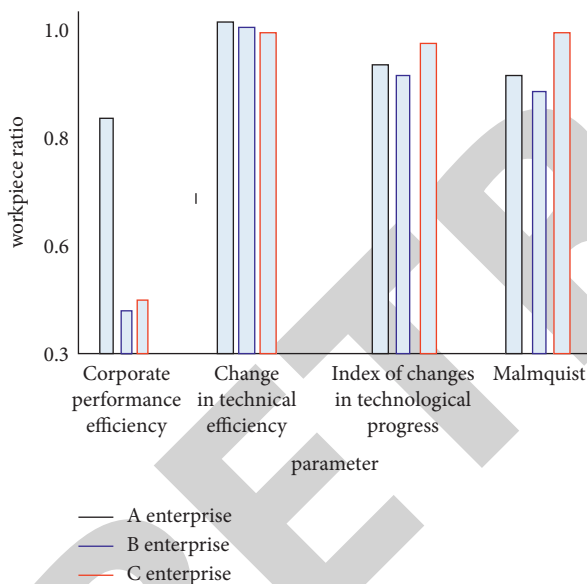 workpiece ratio
1.0
0.8
0.6
0.3
Corporate
performance
efficiency
Change
in technical
efficiency
Index of changes
in technological
progress
Malmquist
parameter
A enterprise
B enterprise
C enterprise